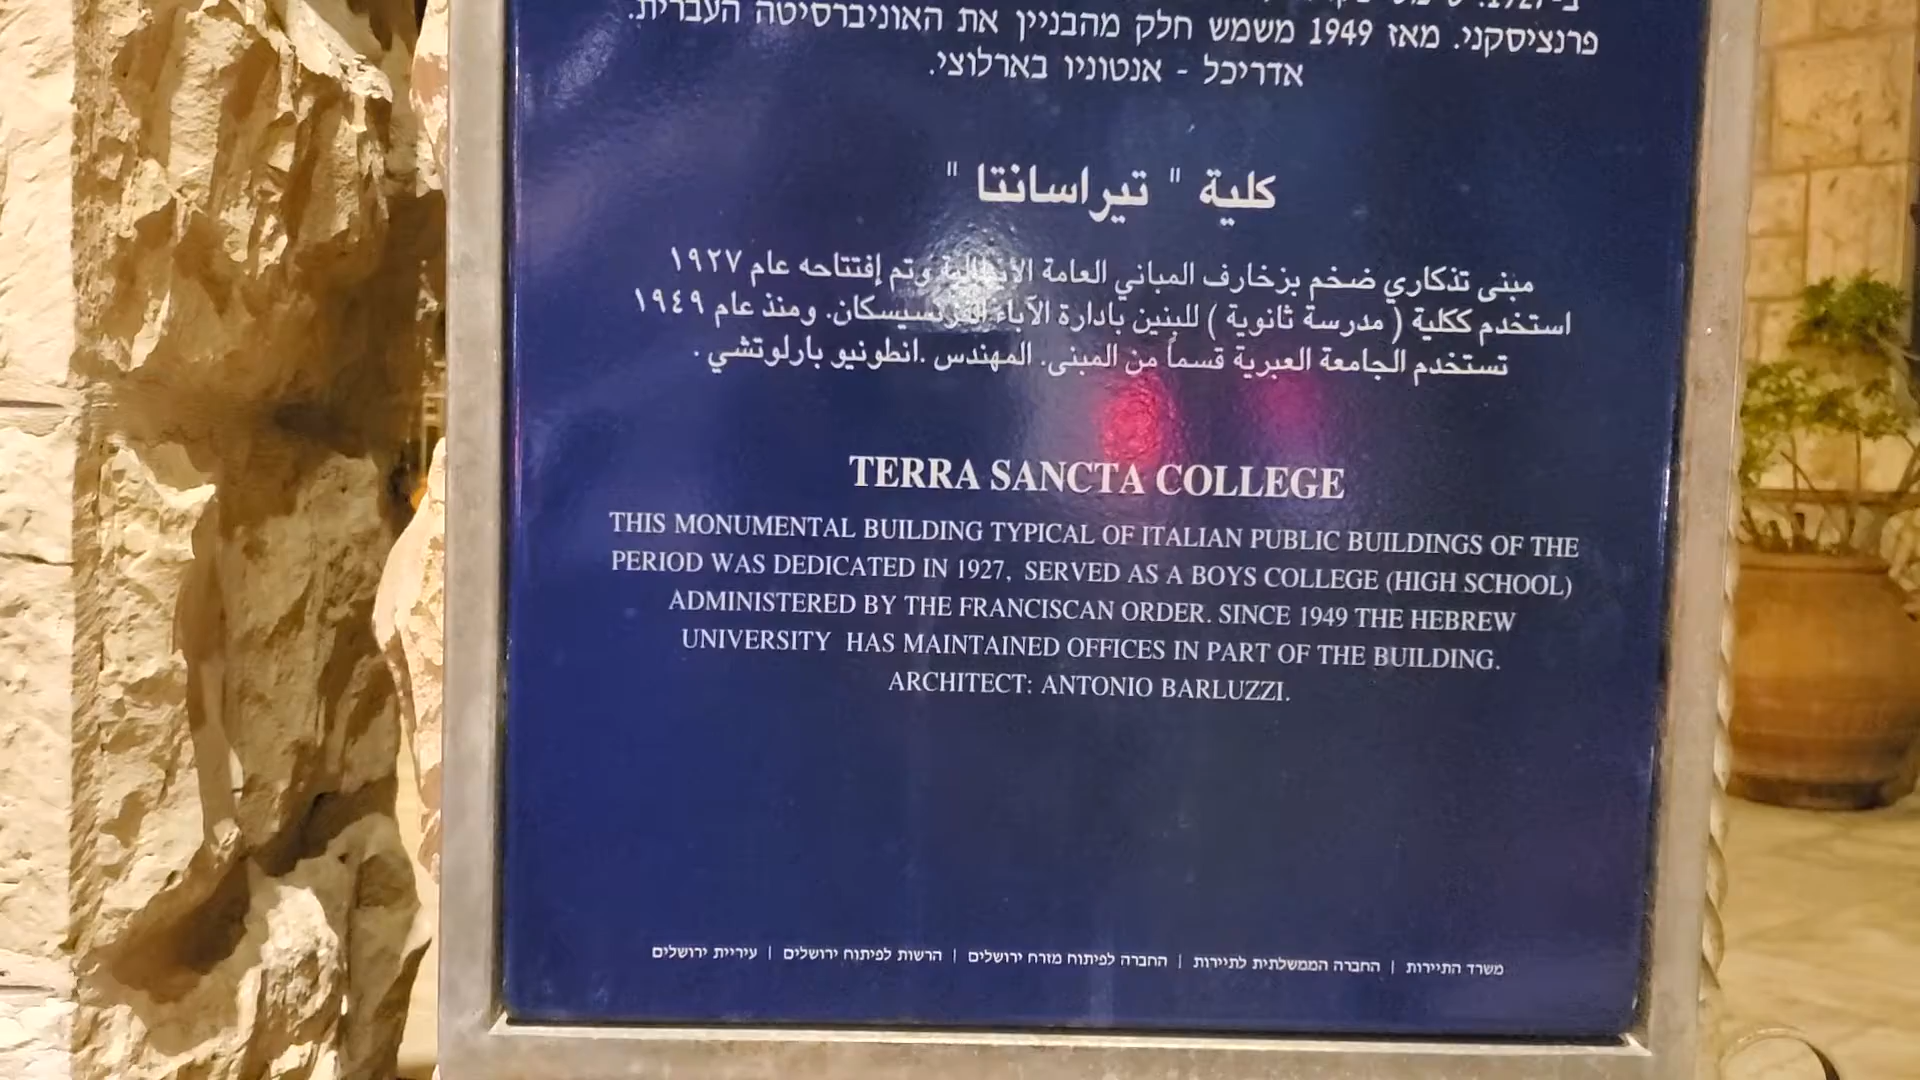 פרנציסקני. מאז 1949 משמש חלק מהבניין את האוניברסיטה העברית.
אדריכל - אנטוניו בארלוצי.
كلية " تيراسانتا "
مبنى تذكاري ضخم بزخارف المباني العامة الايطالية وتم إفتتاحه عام ١٩٢٧
استخدم ككلية ( مدرسة ثانوية ) للبنين بادارة الآباء الفرنسيسكان. ومنذ عام ١٩٤٩
تستخدم الجامعة العبرية قسماً من المبنى. المهندس .انطونيو بارلوتشي .
TERRA SANCTA COLLEGE
THIS MONUMENTAL BUILDING TYPICAL OF ITALIAN PUBLIC BUILDINGS OF THE
PERIOD WAS DEDICATED IN 1927, SERVED AS A BOYS COLLEGE (HIGH SCHOOL)
ADMINISTERED BY THE FRANCISCAN ORDER. SINCE 1949 THE HEBREW
UNIVERSITY HAS MAINTAINED OFFICES IN PART OF THE BUILDING.
ARCHITECT: ANTONIO BARLUZZI.
משרד התיירות | החברה הממשלתית לתיירות | החברה לפיתוח מזרח ירושלים | הרשות לפיתוח ירושלים | עיריית ירושלים